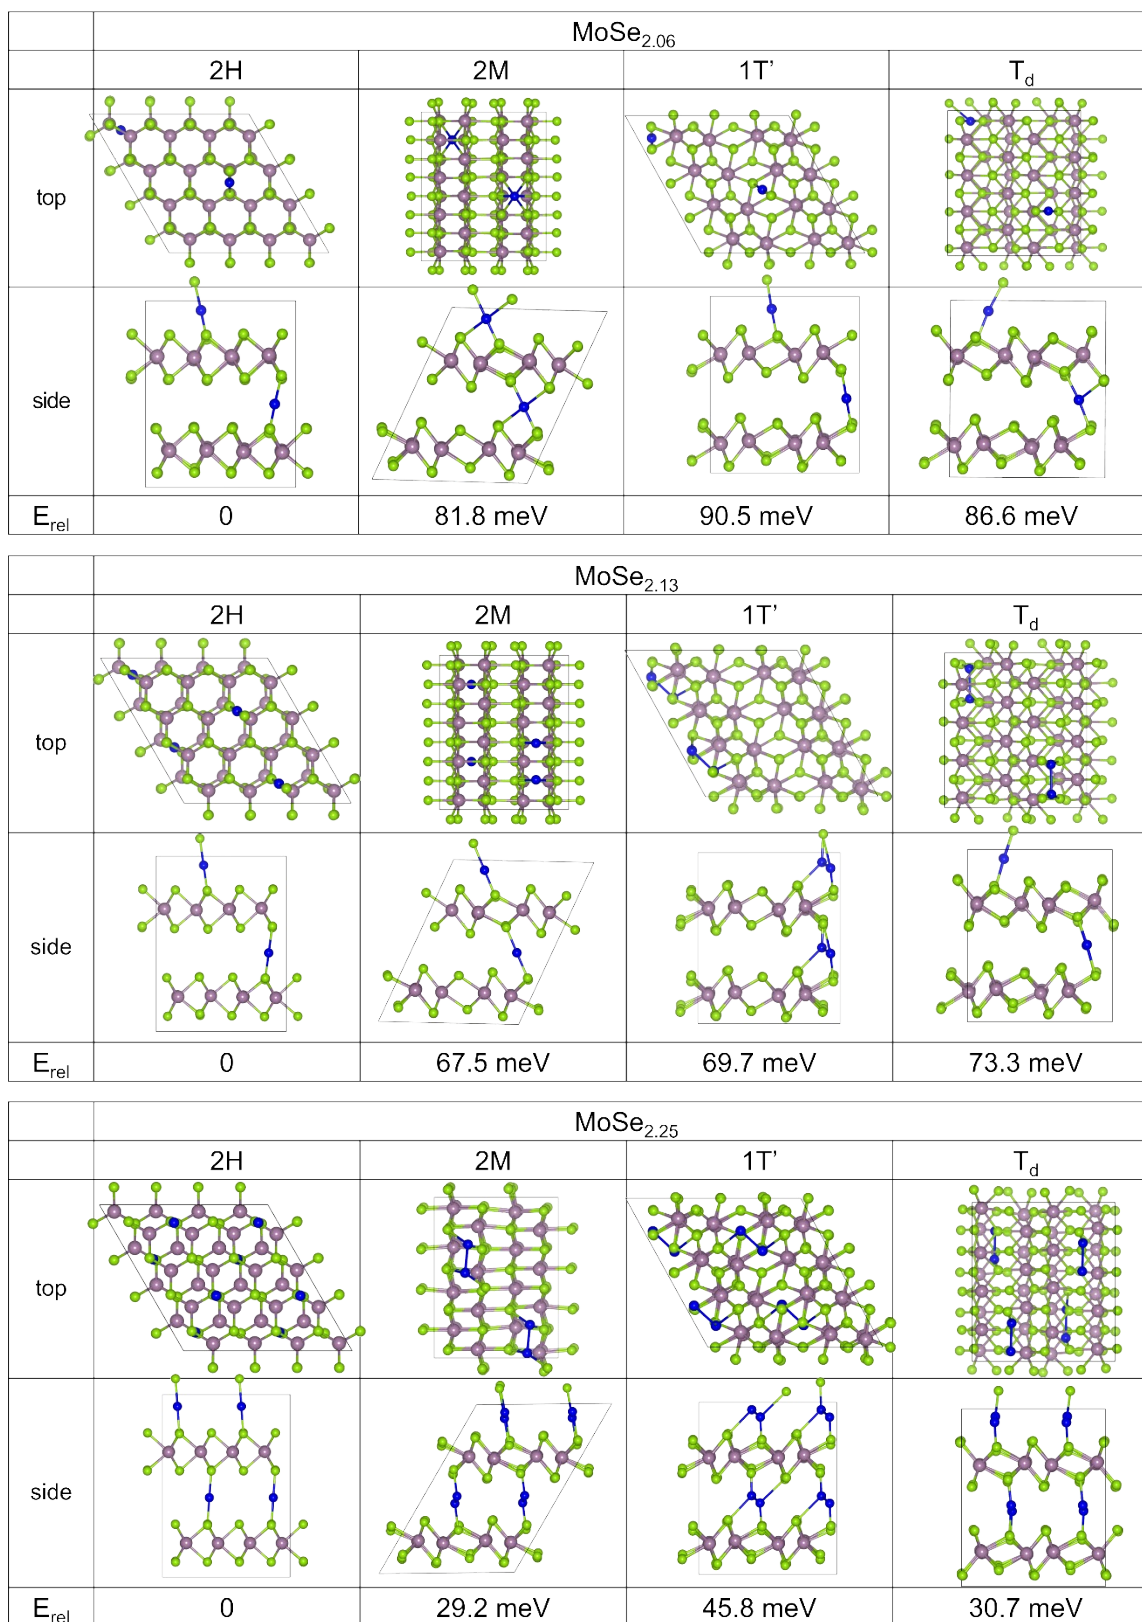 MoSe2.06
2H 2M 1T’ Td
top
side
Erel 0 81.8 meV 90.5 meV 86.6 meV
MoSe2.13
2H 2M 1T’ Td
top
side
Erel 0 67.5 meV 69.7 meV 73.3 meV
MoSe2.25
2H 2M 1T’ Td
top
side
Erel 0 29.2 meV 45.8 meV 30.7 meV